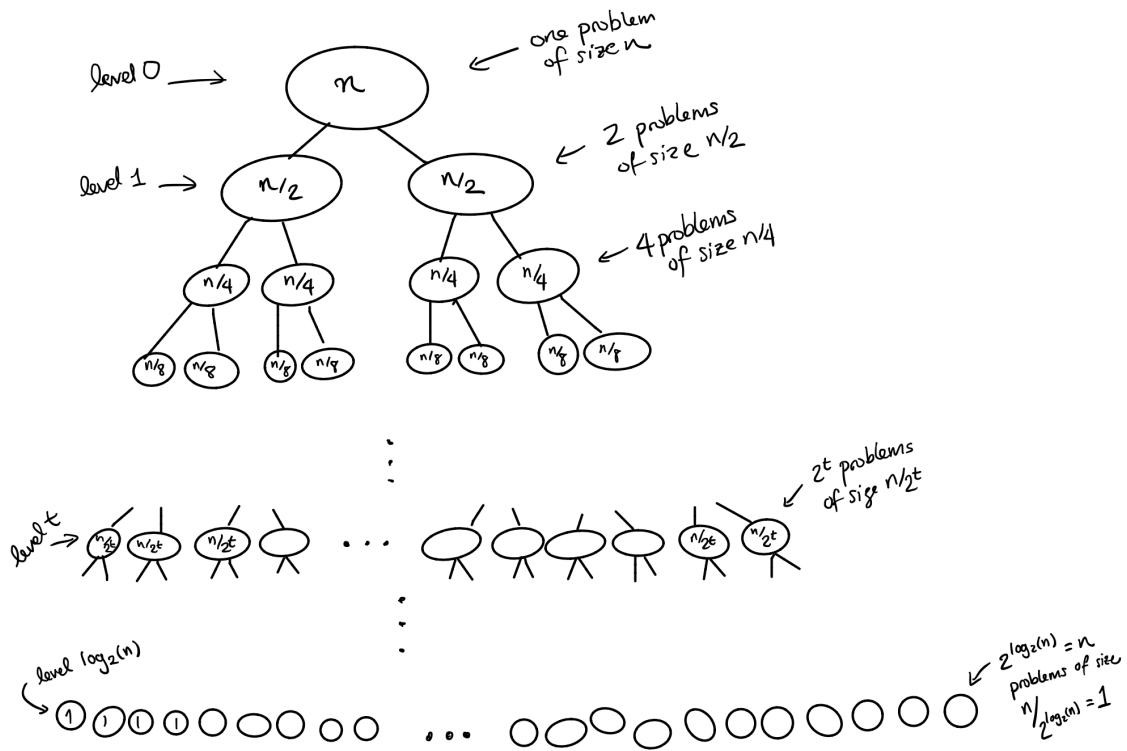 one problem
of size n
level 0
n
2 problems
of size n/2
level 1
n/2 n/2
4 problems
of size n/4
n/4 n/4 n/4 n/4
n/8 n/8 n/8 n/8 n/8 n/8 n/8 n/8
2^t problems
of size n/2^t
level t
n/2^t n/2^t n/2^t ... n/2^t n/2^t
level log₂(n)
2^log₂(n) = n
problems of size
n/2^log₂(n) = 1
1 1 1 1 ...